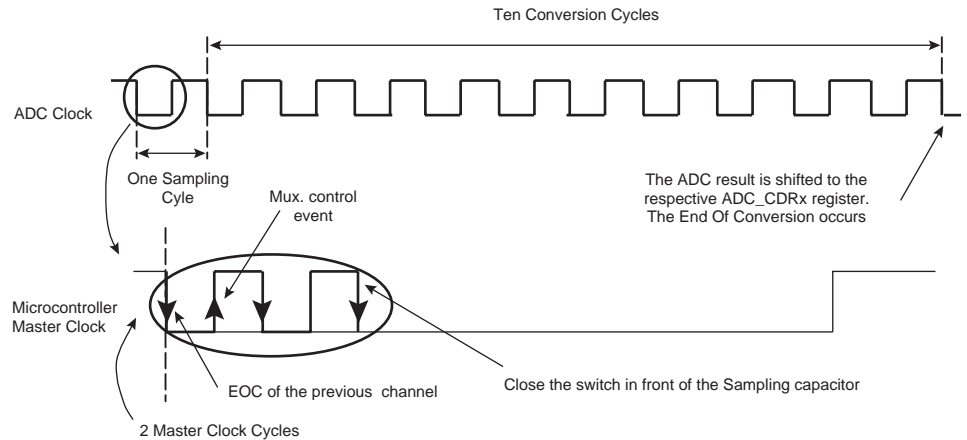 Ten Conversion Cycles
ADC Clock
One Sampling
Cyle
Mux. control
event
The ADC result is shifted to the
respective ADC_CDRx register.
The End Of Conversion occurs
Microcontroller
Master Clock
EOC of the previous channel
Close the switch in front of the Sampling capacitor
2 Master Clock Cycles